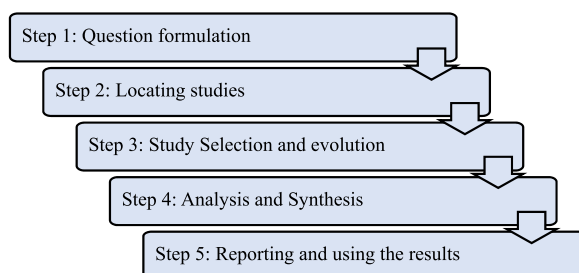 Step 1: Question formulation
Step 2: Locating studies
Step 3: Study Selection and evolution
Step 4: Analysis and Synthesis
Step 5: Reporting and using the results